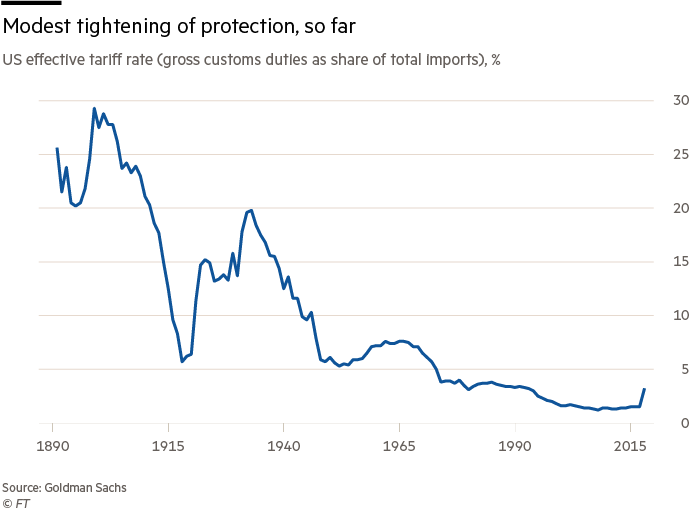 Modest tightening of protection, so far
US effective tariff rate (gross customs duties as share of total imports), %
30
25
20
15
10
5
0
1890 1915 1940 1965 1990 2015
Source: Goldman Sachs
© FT